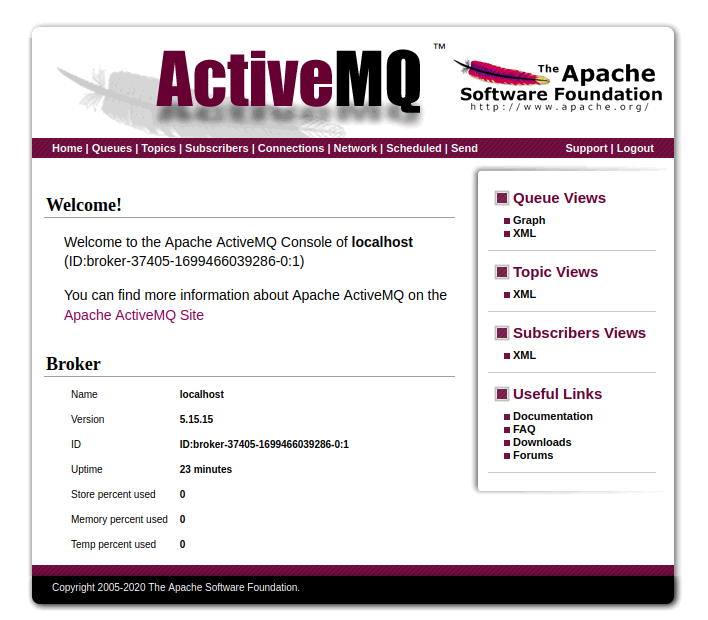 ActiveMQ™
The Apache
Software Foundation
http://www.apache.org/
Home | Queues | Topics | Subscribers | Connections | Network | Scheduled | Send
Support | Logout
Welcome!
Welcome to the Apache ActiveMQ Console of localhost
(ID:broker-37405-1699466039286-0:1)
You can find more information about Apache ActiveMQ on the
Apache ActiveMQ Site
Broker
Name localhost
Version 5.15.15
ID ID:broker-37405-1699466039286-0:1
Uptime 23 minutes
Store percent used 0
Memory percent used 0
Temp percent used 0
Queue Views
Graph
XML
Topic Views
XML
Subscribers Views
XML
Useful Links
Documentation
FAQ
Downloads
Forums
Copyright 2005-2020 The Apache Software Foundation.